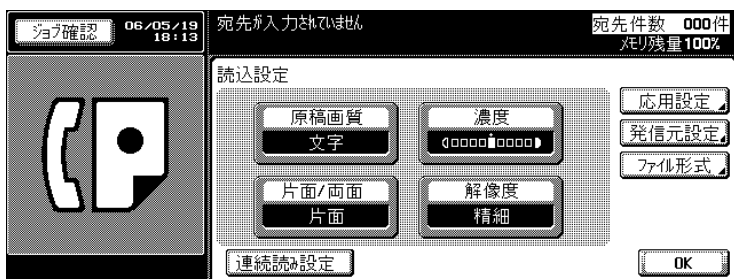 ジョブ確認
06/05/19
18:13
宛先が入力されていません
宛先件数 000件
メモリ残量100%
読込設定
原稿画質
文字
濃度
片面/両面
片面
解像度
精細
応用設定
発信元設定
ファイル形式
連続読み設定
OK